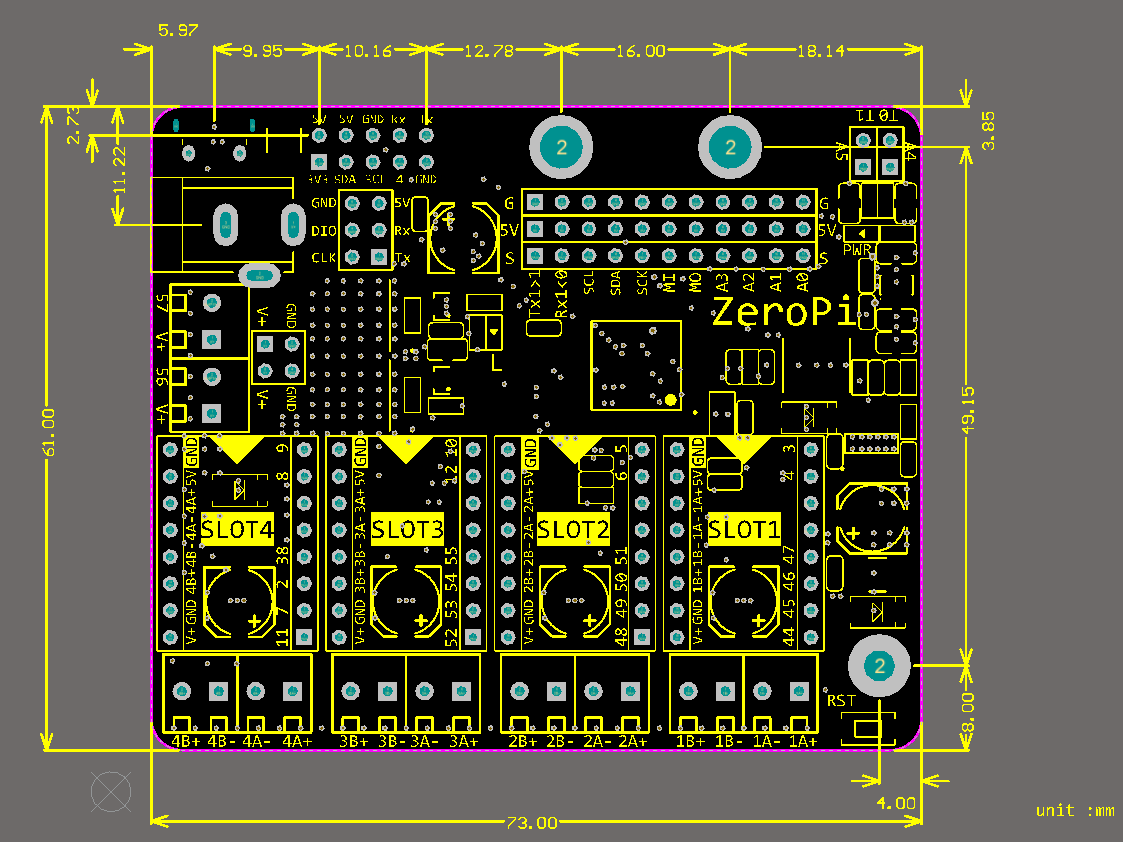 5.97
9.95 10.16 12.78 16.00 18.14
2.73
11.22
3.85
61.00
49.15
8.00
4.00
73.00
unit :mm
5V 5V GND Rx Tx
3V3 SDA SCL 4 GND
T1 T0
A5 A4
GND 5V
DIO Rx
CLK Tx
G G
5V 5V
S S
Tx1>1 Rx1<0 SCL SDA SCK MI MO A3 A2 A1 A0
PWR
ZeroPi
57
V+
56
V+
V+ GND
V+ GND
2
2
2
GND 5V 4A+ 4A- 4B- 4B+ GND V+
SLOT4
9 8 38 2 7 11
GND 5V 3A+ 3A- 3B- 3B+ GND V+
SLOT3
10 12 55 54 53 52
GND 5V 2A+ 2A- 2B- 2B+ GND V+
SLOT2
5 6 51 50 49 48
GND 5V 1A+ 1A- 1B- 1B+ GND V+
SLOT1
3 4 47 46 45 44
RST
4B+ 4B- 4A- 4A+ 3B+ 3B- 3A- 3A+ 2B+ 2B- 2A- 2A+ 1B+ 1B- 1A- 1A+